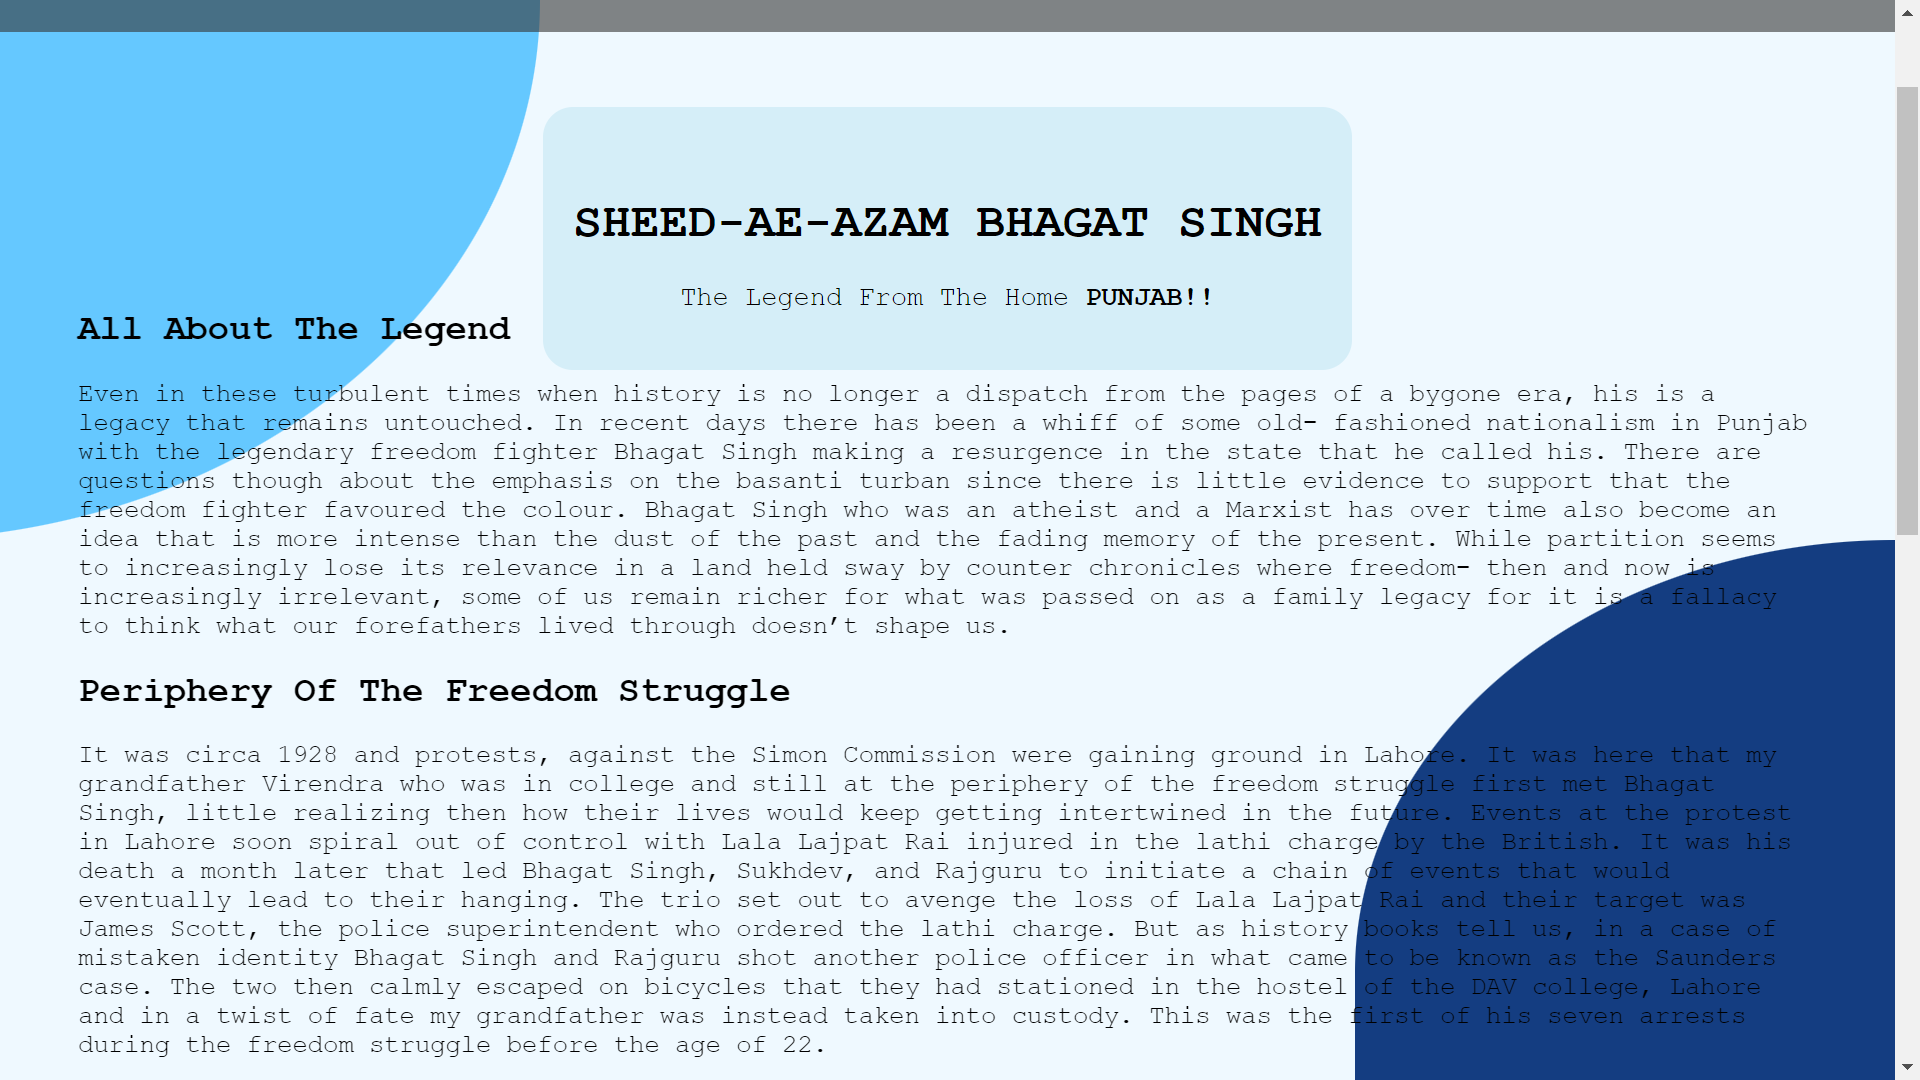 SHEED-AE-AZAM BHAGAT SINGH
The Legend From The Home PUNJAB!!
All About The Legend
Even in these turbulent times when history is no longer a dispatch from the pages of a bygone era, his is a
legacy that remains untouched. In recent days there has been a whiff of some old- fashioned nationalism in Punjab
with the legendary freedom fighter Bhagat Singh making a resurgence in the state that he called his. There are
questions though about the emphasis on the basanti turban since there is little evidence to support that the
freedom fighter favoured the colour. Bhagat Singh who was an atheist and a Marxist has over time also become an
idea that is more intense than the dust of the past and the fading memory of the present. While partition seems
to increasingly lose its relevance in a land held sway by counter chronicles where freedom- then and now is
increasingly irrelevant, some of us remain richer for what was passed on as a family legacy for it is a fallacy
to think what our forefathers lived through doesn’t shape us.
Periphery Of The Freedom Struggle
It was circa 1928 and protests, against the Simon Commission were gaining ground in Lahore. It was here that my
grandfather Virendra who was in college and still at the periphery of the freedom struggle first met Bhagat
Singh, little realizing then how their lives would keep getting intertwined in the future. Events at the protest
in Lahore soon spiral out of control with Lala Lajpat Rai injured in the lathi charge by the British. It was his
death a month later that led Bhagat Singh, Sukhdev, and Rajguru to initiate a chain of events that would
eventually lead to their hanging. The trio set out to avenge the loss of Lala Lajpat Rai and their target was
James Scott, the police superintendent who ordered the lathi charge. But as history books tell us, in a case of
mistaken identity Bhagat Singh and Rajguru shot another police officer in what came to be known as the Saunders
case. The two then calmly escaped on bicycles that they had stationed in the hostel of the DAV college, Lahore
and in a twist of fate my grandfather was instead taken into custody. This was the first of his seven arrests
during the freedom struggle before the age of 22.